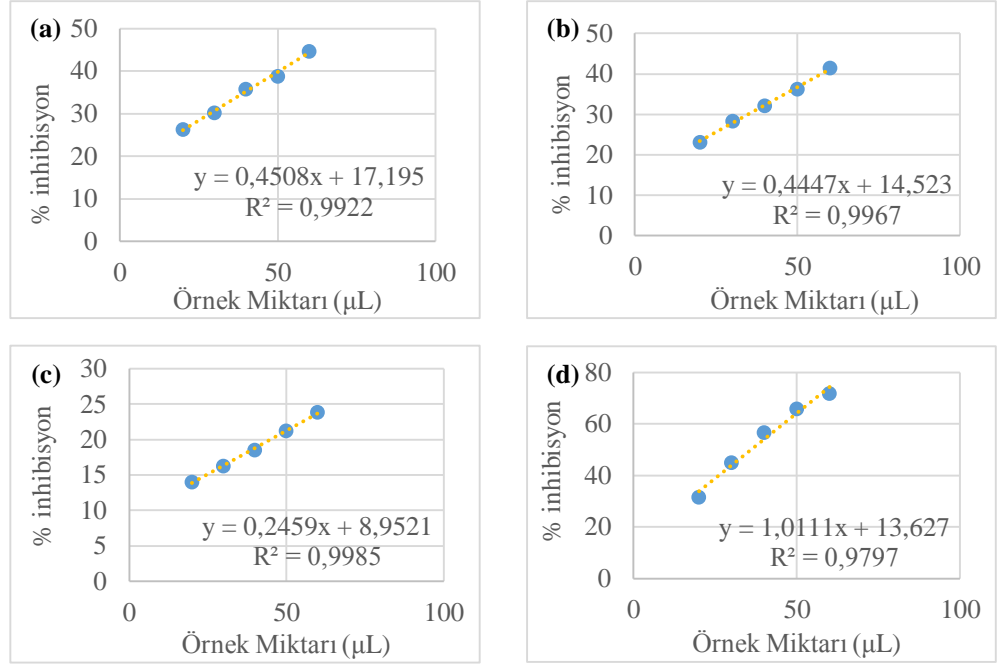 (a)
% inhibisyon
50
40
30
20
10
0
y = 0,4508x + 17,195
R² = 0,9922
0 50 100
Örnek Miktarı (µL)
(b)
% inhibisyon
50
40
30
20
10
0
y = 0,4447x + 14,523
R² = 0,9967
0 50 100
Örnek Miktarı (µL)
(c)
% inhibisyon
30
25
20
15
10
5
0
y = 0,2459x + 8,9521
R² = 0,9985
0 50 100
Örnek Miktarı (µL)
(d)
% inhibisyon
80
60
40
20
0
y = 1,0111x + 13,627
R² = 0,9797
0 50 100
Örnek Miktarı (µL)